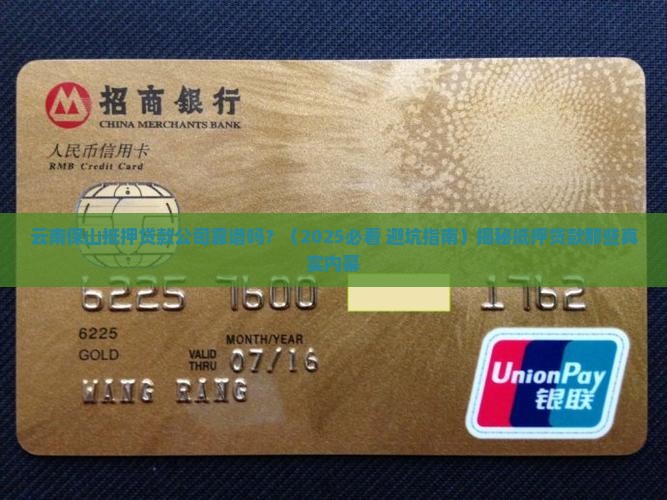 招商银行
CHINA MERCHANTS BANK
人民币信用卡
RMB Credit Card
云南保山抵押贷款公司靠谱吗?(2025必看 避坑指南)揭秘抵押贷款那些真
实内幕
6225 7600 1762
6225
MONTH/YEAR
GOLD
VALID
THRU
07/16
WANG RANG
UnionPay
银联